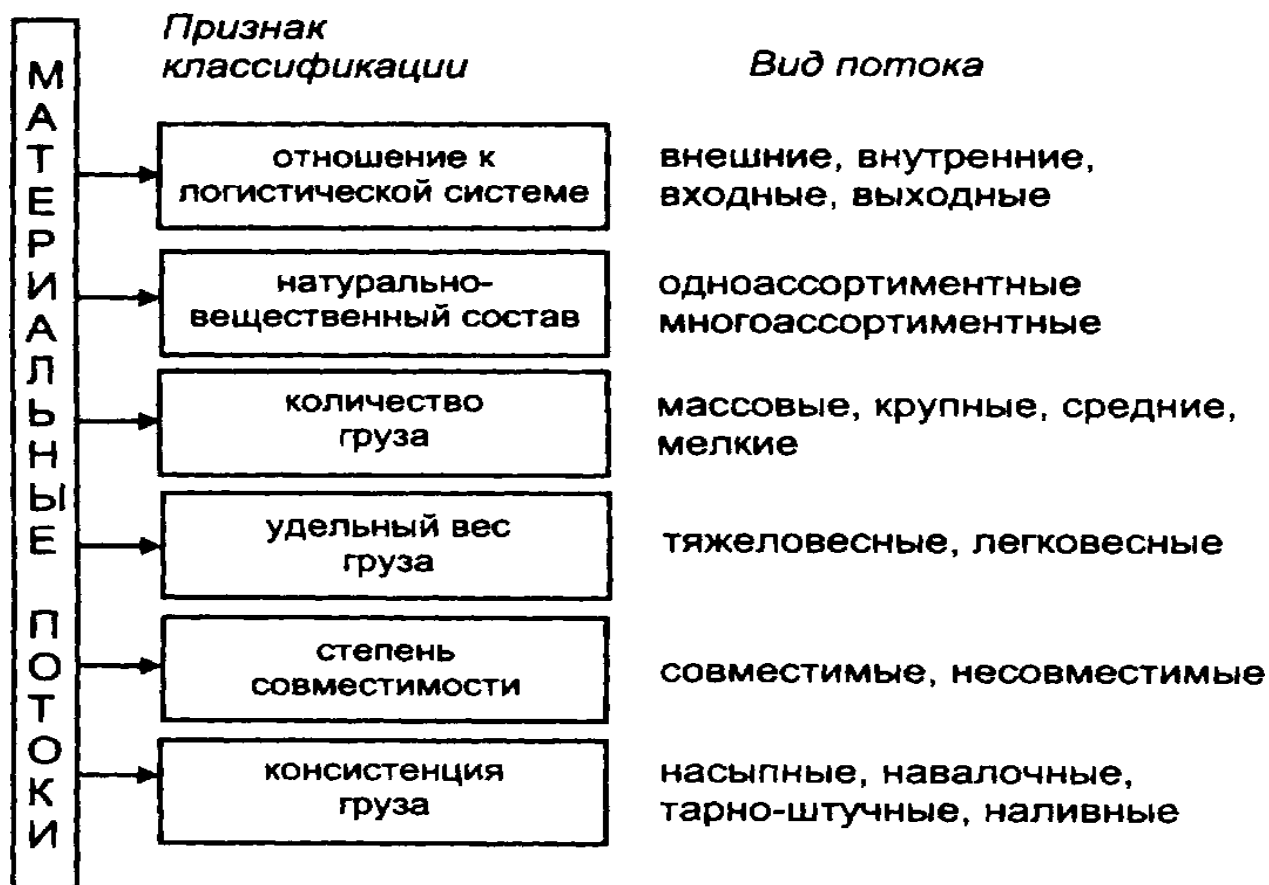 МАТЕРИАЛЬНЫЕ ПОТОКИ
Признак
классификации
Вид потока
отношение к
логистической системе
внешние, внутренние,
входные, выходные
натурально-
вещественный состав
одноассортиментные
многоассортиментные
количество
груза
массовые, крупные, средние,
мелкие
удельный вес
груза
тяжеловесные, легковесные
степень
совместимости
совместимые, несовместимые
консистенция
груза
насыпные, навалочные,
тарно-штучные, наливные